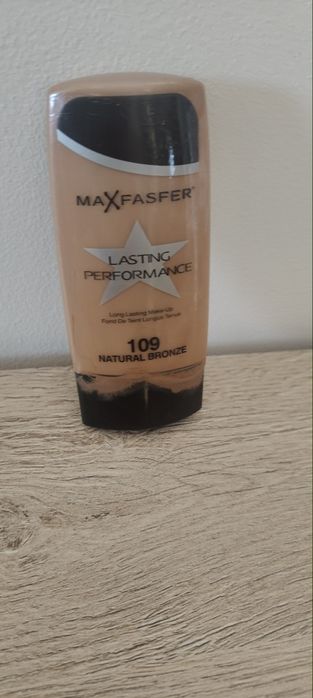 MAXFASFER
LASTING
PERFORMANCE
Long Lasting Make-Up
Fond De Teint Longue Tenue
109
NATURAL BRONZE